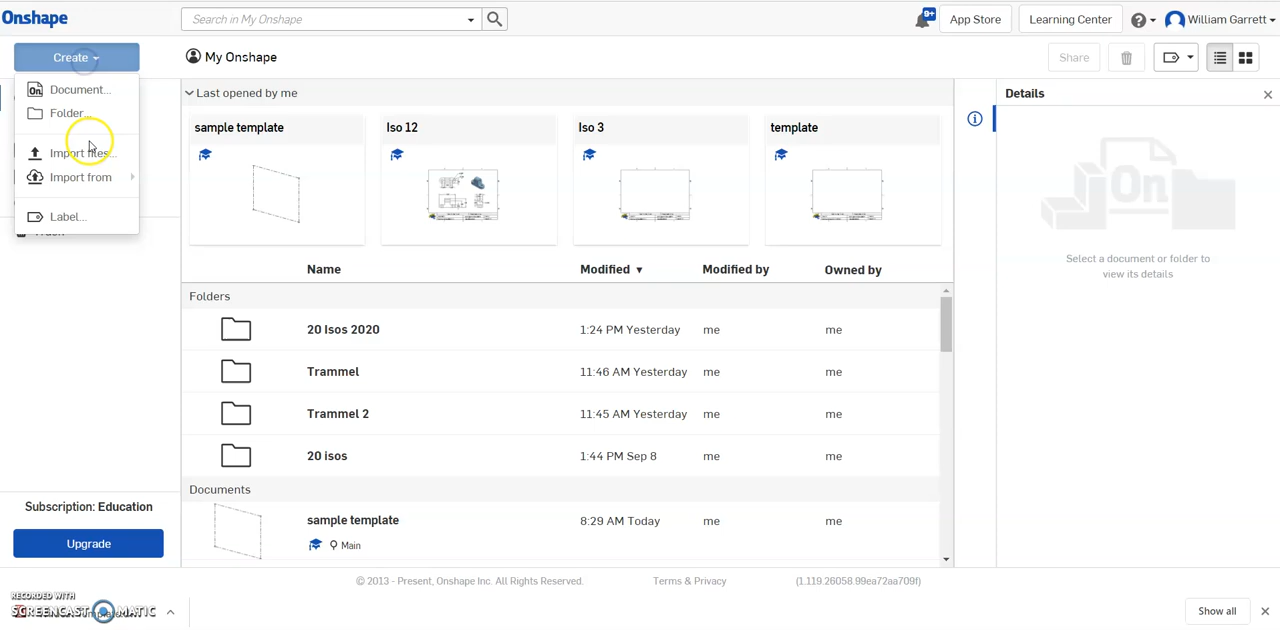 Onshape
Search in My Onshape
9+
App Store
Learning Center
William Garrett
Create
My Onshape
Share
Document...
Folder...
Import files...
Import from
Label...
Last opened by me
sample template
Iso 12
Iso 3
template
Details
On
Select a document or folder to
view its details
Name Modified Modified by Owned by
Folders
20 Isos 2020 1:24 PM Yesterday me me
Trammel 11:46 AM Yesterday me me
Trammel 2 11:45 AM Yesterday me me
20 isos 1:44 PM Sep 8 me me
Documents
sample template 8:29 AM Today me me
Main
Subscription: Education
Upgrade
© 2013 - Present, Onshape Inc. All Rights Reserved.
Terms & Privacy
(1.119.26058.99ea72aa709f)
RECORDED WITH
SCREENCAST MATIC
Show all